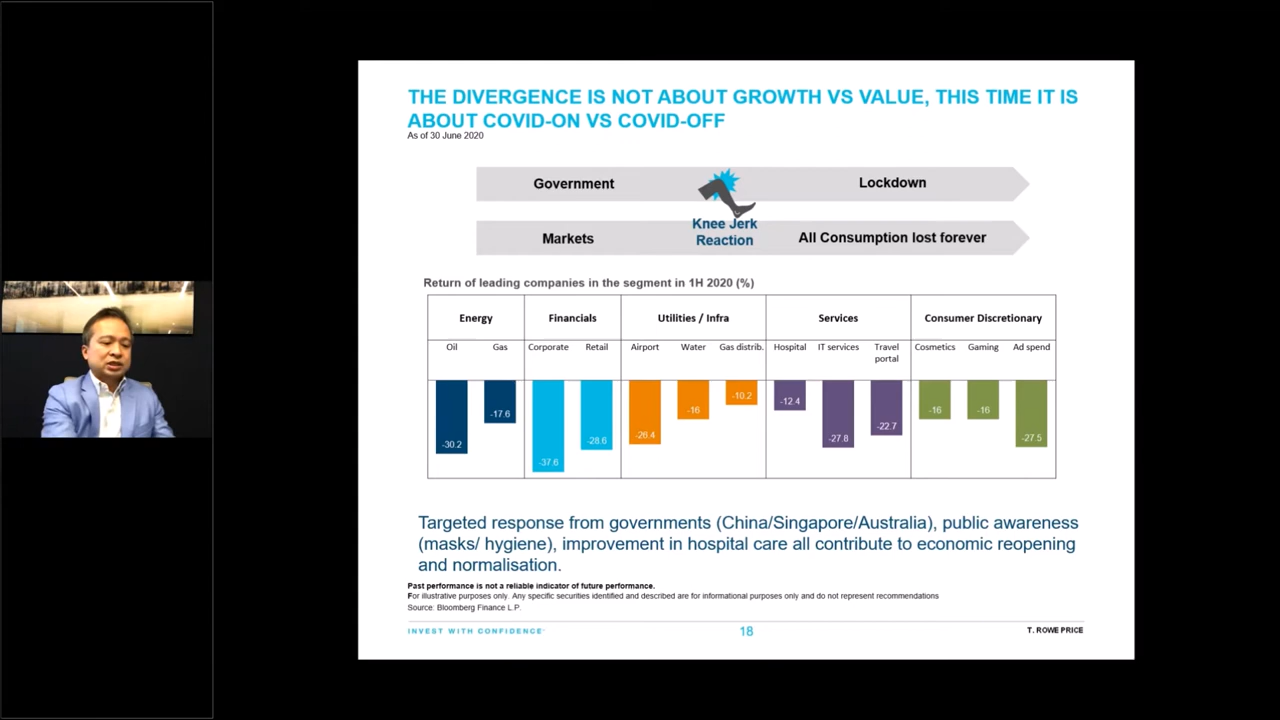 THE DIVERGENCE IS NOT ABOUT GROWTH VS VALUE, THIS TIME IT IS
ABOUT COVID-ON VS COVID-OFF
As of 30 June 2020
Government
Lockdown
Knee Jerk
Reaction
Markets
All Consumption lost forever
Return of leading companies in the segment in 1H 2020 (%)
Energy
Financials
Utilities / Infra
Services
Consumer Discretionary
Oil
Gas
Corporate
Retail
Airport
Water
Gas distrib.
Hospital
IT services
Travel
portal
Cosmetics
Gaming
Ad spend
-30.2
-17.6
-37.6
-28.6
-26.4
-16
-10.2
-12.4
-27.8
-22.7
-16
-16
-27.5
Targeted response from governments (China/Singapore/Australia), public awareness
(masks/ hygiene), improvement in hospital care all contribute to economic reopening
and normalisation.
Past performance is not a reliable indicator of future performance.
For illustrative purposes only. Any specific securities identified and described are for informational purposes only and do not represent recommendations
Source: Bloomberg Finance L.P.
INVEST WITH CONFIDENCE
18
T. ROWE PRICE